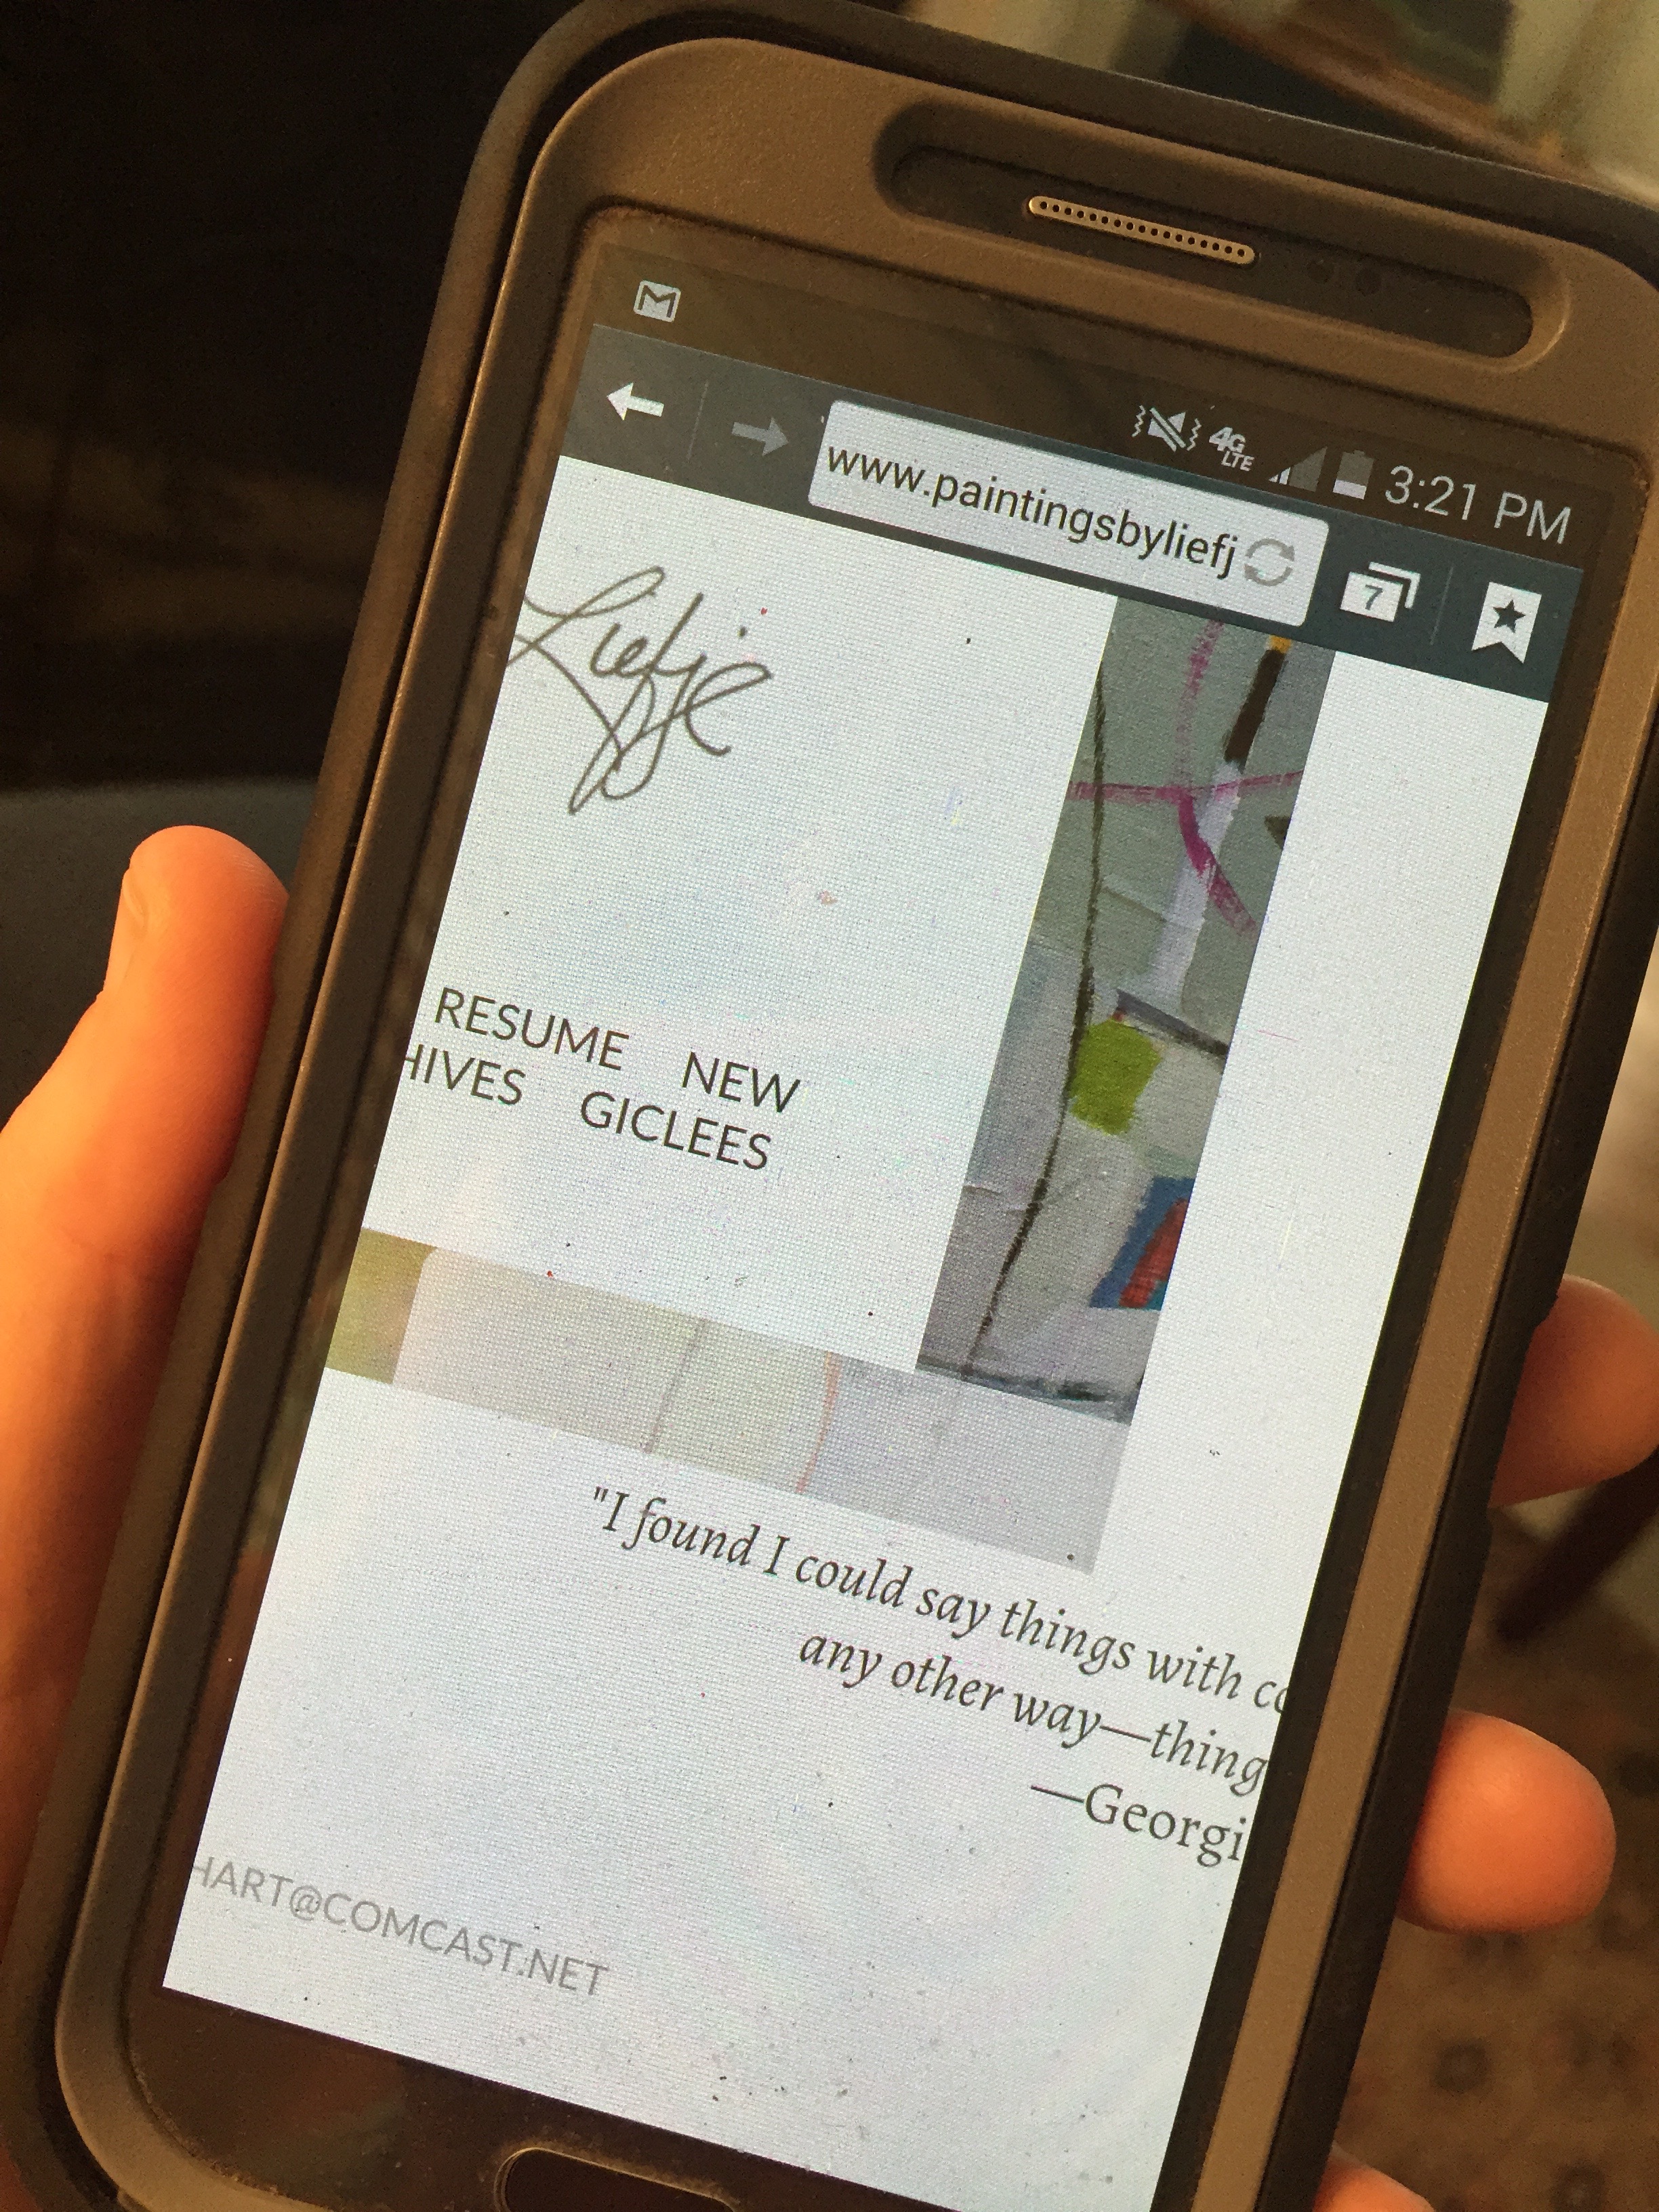 4G LTE 3:21 PM
www.paintingsbyliefj 7
Liefje
RESUME NEW
HIVES GICLEES
"I found I could say things with co
any other way—thing
—Georgi
HART@COMCAST.NET